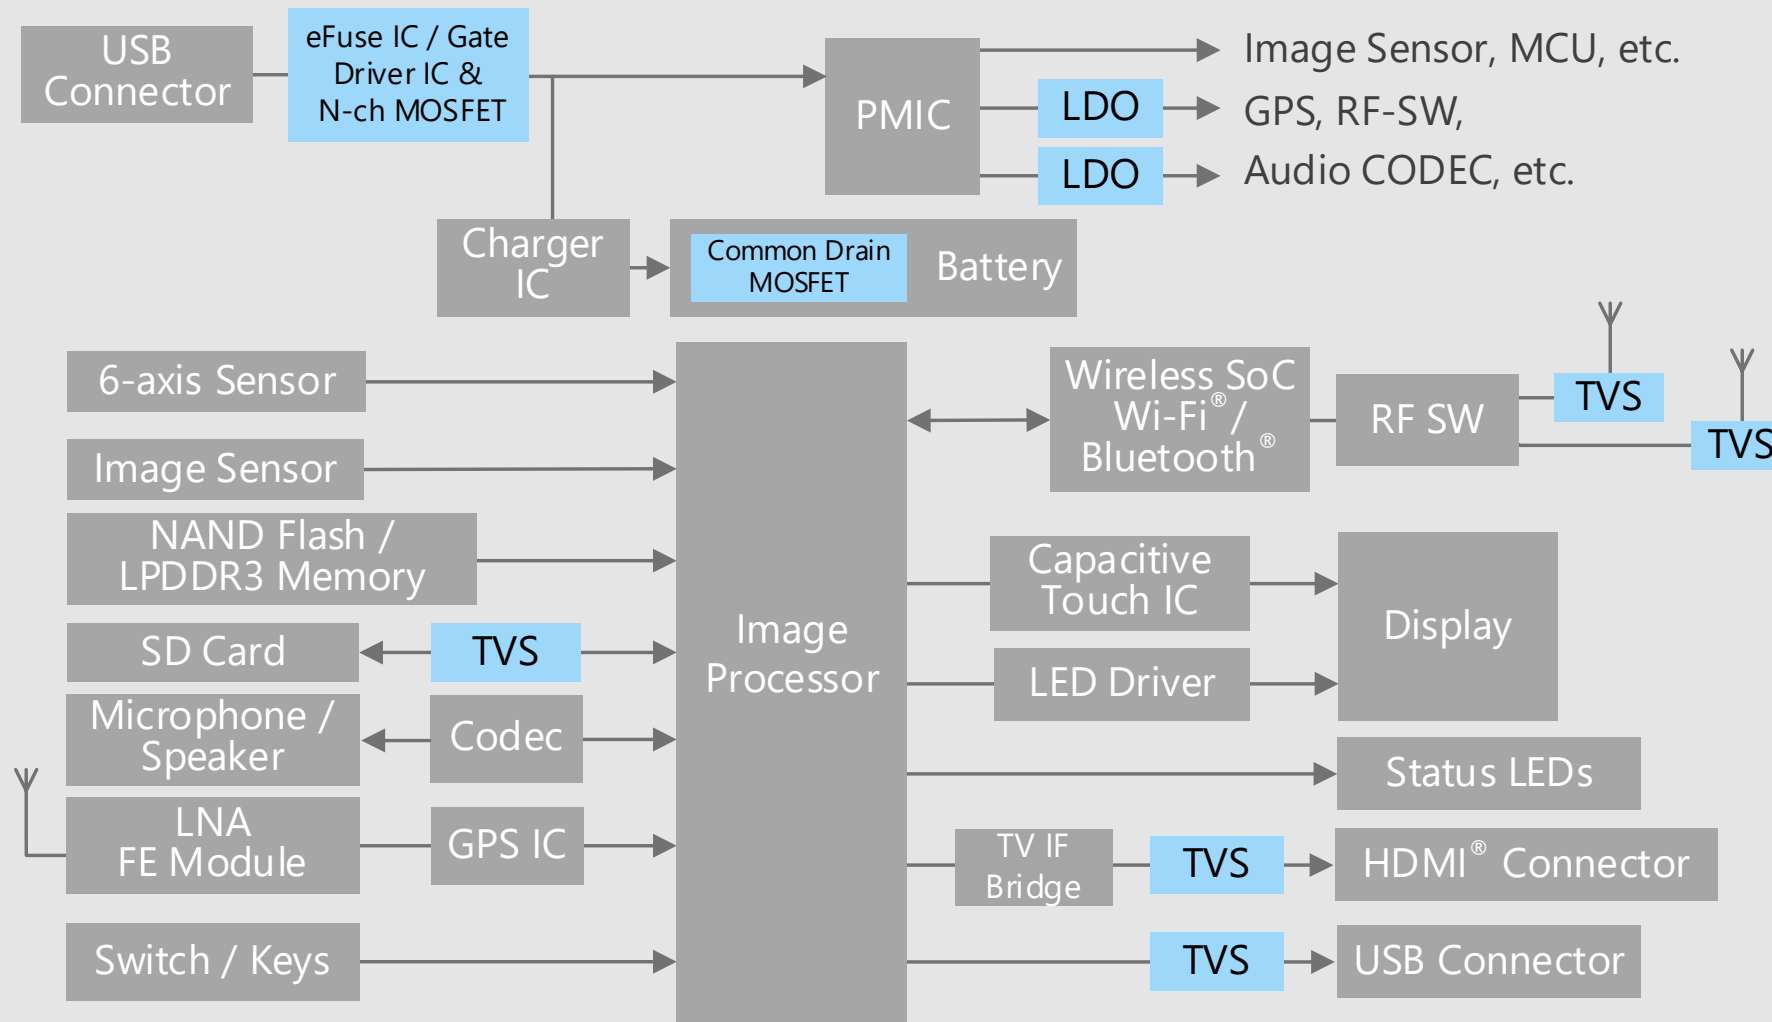 USB
Connector
eFuse IC / Gate
Driver IC &
N-ch MOSFET
PMIC
LDO
LDO
Image Sensor, MCU, etc.
GPS, RF-SW,
Audio CODEC, etc.
Charger
IC
Common Drain
MOSFET
Battery
6-axis Sensor
Image Sensor
NAND Flash /
LPDDR3 Memory
SD Card
TVS
Microphone /
Speaker
Codec
LNA
FE Module
GPS IC
Switch / Keys
Image
Processor
Wireless SoC
Wi-Fi® /
Bluetooth®
RF SW
TVS
TVS
Capacitive
Touch IC
LED Driver
Display
Status LEDs
TV IF
Bridge
TVS
HDMI® Connector
TVS
USB Connector